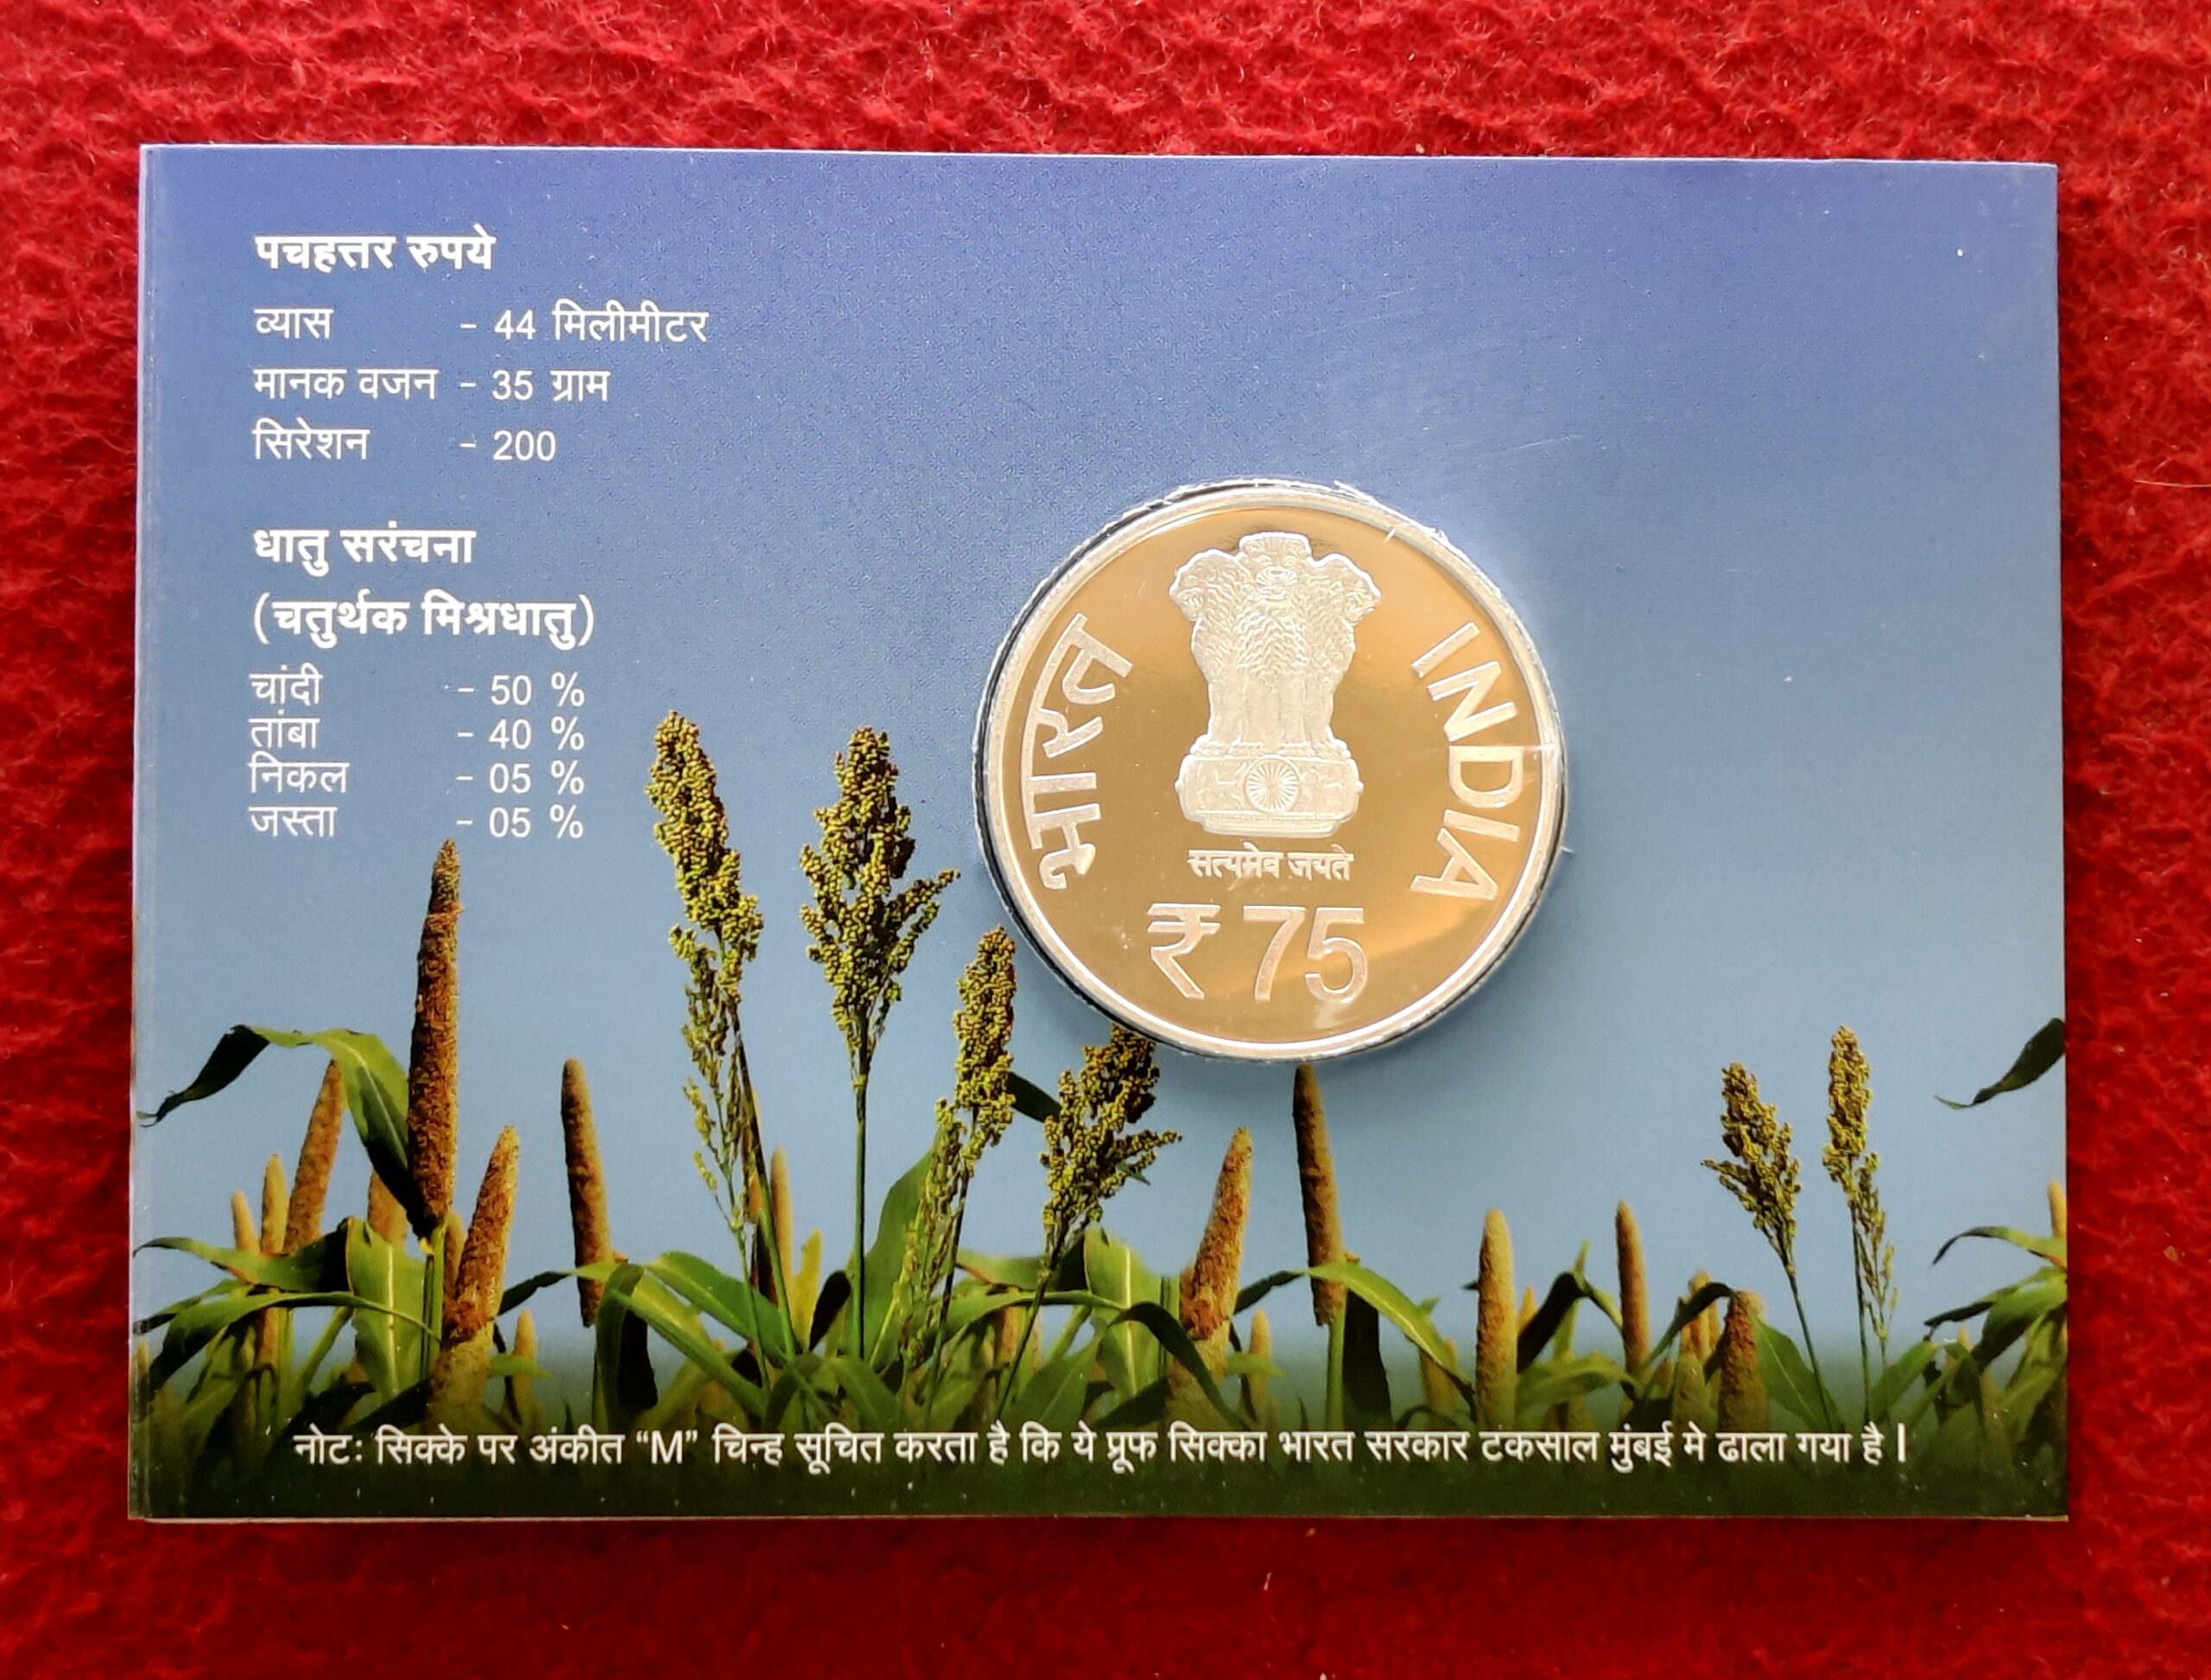 पचहत्तर रुपये
व्यास - 44 मिलीमीटर
मानक वजन - 35 ग्राम
सिरेशन - 200
धातु सरंचना
(चतुर्थक मिश्रधातु)
चांदी - 50 %
तांबा - 40 %
निकल - 05 %
जस्ता - 05 %
भारत
INDIA
सत्यमेव जयते
₹ 75
नोट: सिक्के पर अंकीत “M” चिन्ह सूचित करता है कि ये प्रूफ सिक्का भारत सरकार टकसाल मुंबई मे ढाला गया है |